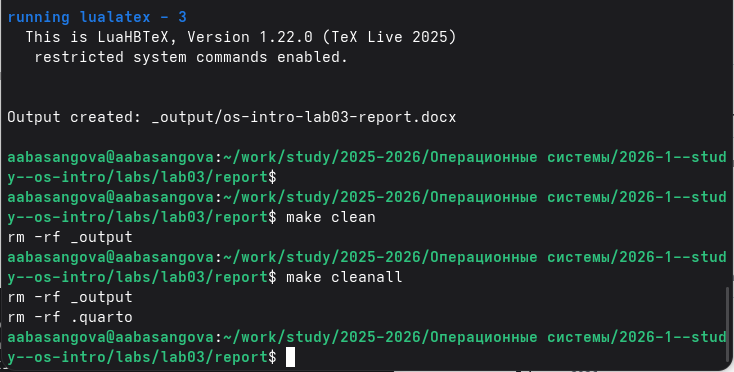 running lualatex - 3
This is LuaHBTeX, Version 1.22.0 (TeX Live 2025)
restricted system commands enabled.
Output created: _output/os-intro-lab03-report.docx
aabasangova@aabasangova:~/work/study/2025-2026/Операционные системы/2026-1--stud
y--os-intro/labs/lab03/report$
aabasangova@aabasangova:~/work/study/2025-2026/Операционные системы/2026-1--stud
y--os-intro/labs/lab03/report$ make clean
rm -rf _output
aabasangova@aabasangova:~/work/study/2025-2026/Операционные системы/2026-1--stud
y--os-intro/labs/lab03/report$ make cleanall
rm -rf _output
rm -rf .quarto
aabasangova@aabasangova:~/work/study/2025-2026/Операционные системы/2026-1--stud
y--os-intro/labs/lab03/report$